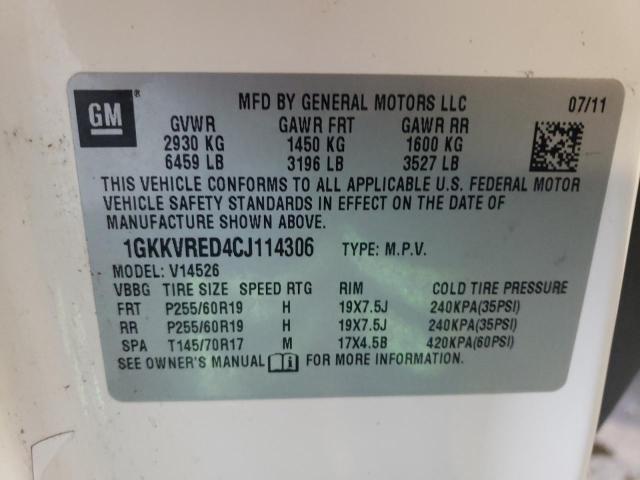 GM ® MFD BY GENERAL MOTORS LLC 07/11
GVWR GAWR FRT GAWR RR
2930 KG 1450 KG 1600 KG
6459 LB 3196 LB 3527 LB
THIS VEHICLE CONFORMS TO ALL APPLICABLE U.S. FEDERAL MOTOR
VEHICLE SAFETY STANDARDS IN EFFECT ON THE DATE OF
MANUFACTURE SHOWN ABOVE.
1GKKVRED4CJ114306 TYPE: M.P.V.
MODEL: V14526
VBBG TIRE SIZE SPEED RTG RIM COLD TIRE PRESSURE
FRT P255/60R19 H 19X7.5J 240KPA(35PSI)
RR P255/60R19 H 19X7.5J 240KPA(35PSI)
SPA T145/70R17 M 17X4.5B 420KPA(60PSI)
SEE OWNER'S MANUAL FOR MORE INFORMATION.